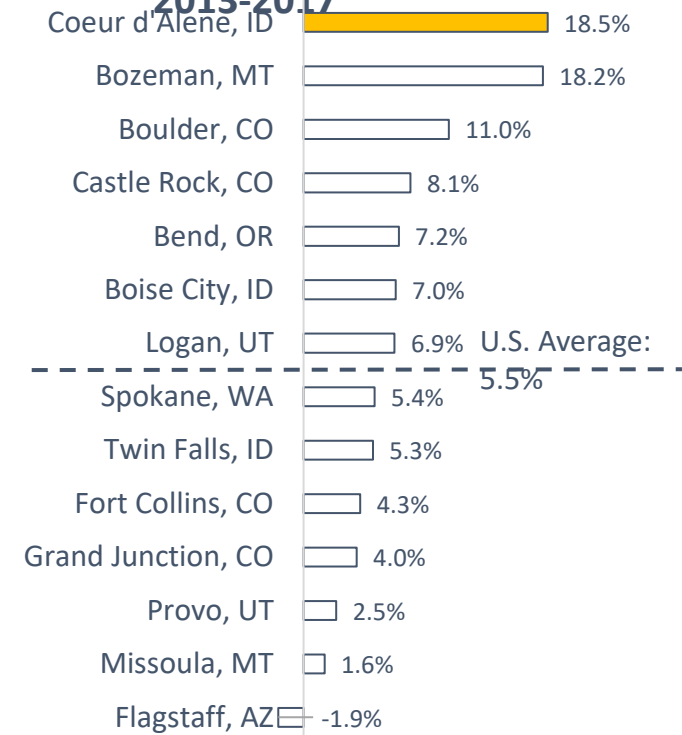 2013-2017
Coeur d'Alene, ID 18.5%
Bozeman, MT 18.2%
Boulder, CO 11.0%
Castle Rock, CO 8.1%
Bend, OR 7.2%
Boise City, ID 7.0%
Logan, UT 6.9% U.S. Average:
5.5%
Spokane, WA 5.4%
Twin Falls, ID 5.3%
Fort Collins, CO 4.3%
Grand Junction, CO 4.0%
Provo, UT 2.5%
Missoula, MT 1.6%
Flagstaff, AZ -1.9%